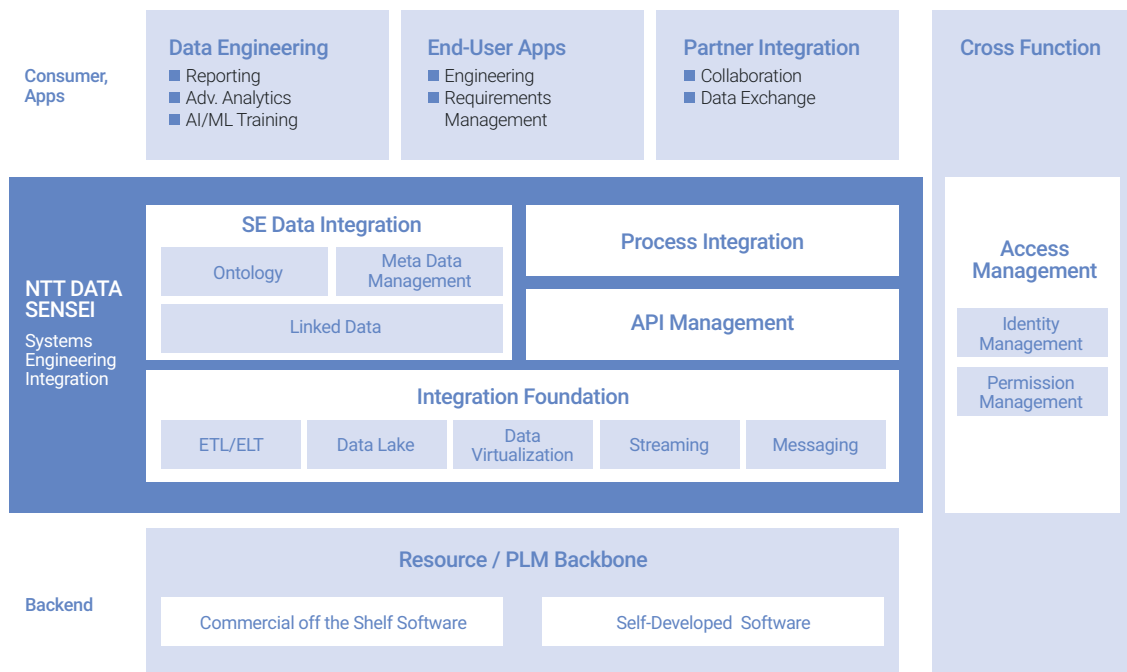 Consumer,
Apps
Data Engineering
Reporting
Adv. Analytics
AI/ML Training
End-User Apps
Engineering
Requirements
Management
Partner Integration
Collaboration
Data Exchange
Cross Function
NTT DATA
SENSEI
Systems
Engineering
Integration
SE Data Integration
Ontology
Meta Data
Management
Linked Data
Process Integration
API Management
Integration Foundation
ETL/ELT
Data Lake
Data
Virtualization
Streaming
Messaging
Access
Management
Identity
Management
Permission
Management
Backend
Resource / PLM Backbone
Commercial off the Shelf Software
Self-Developed Software